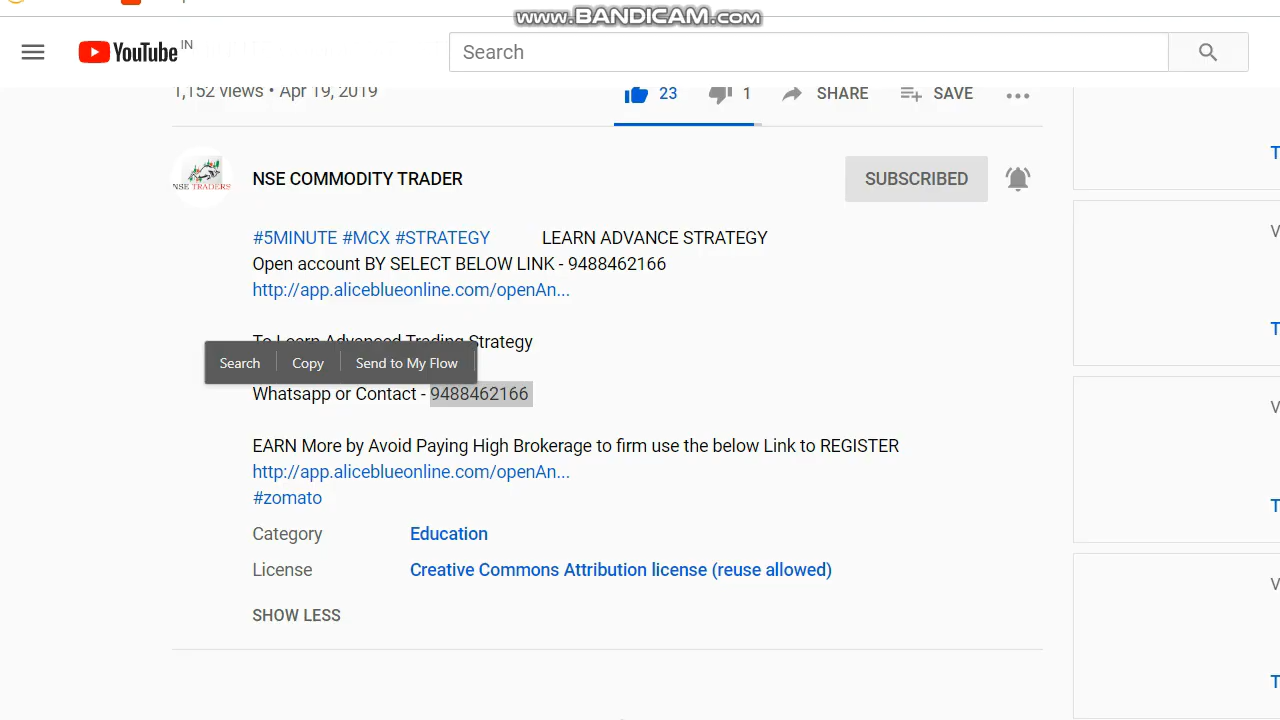 www.BANDICAM.com
YouTube IN
Search
1,152 views • Apr 19, 2019
23
1
SHARE
SAVE
NSE TRADERS
NSE COMMODITY TRADER
SUBSCRIBED
#5MINUTE #MCX #STRATEGY LEARN ADVANCE STRATEGY
Open account BY SELECT BELOW LINK - 9488462166
http://app.aliceblueonline.com/openAn...
To Learn Advanced Trading Strategy
Search Copy Send to My Flow
Whatsapp or Contact - 9488462166
EARN More by Avoid Paying High Brokerage to firm use the below Link to REGISTER
http://app.aliceblueonline.com/openAn...
#zomato
Category Education
License Creative Commons Attribution license (reuse allowed)
SHOW LESS